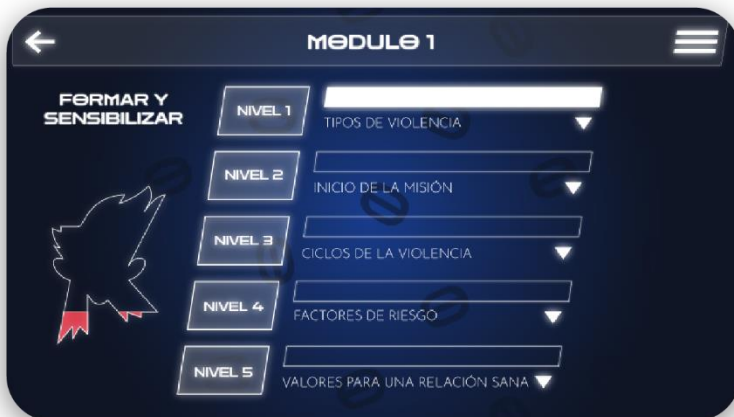 MODULO 1
FORMAR Y
SENSIBILIZAR
NIVEL 1
TIPOS DE VIOLENCIA
NIVEL 2
INICIO DE LA MISIÓN
NIVEL 3
CICLOS DE LA VIOLENCIA
NIVEL 4
FACTORES DE RIESGO
NIVEL 5
VALORES PARA UNA RELACIÓN SANA